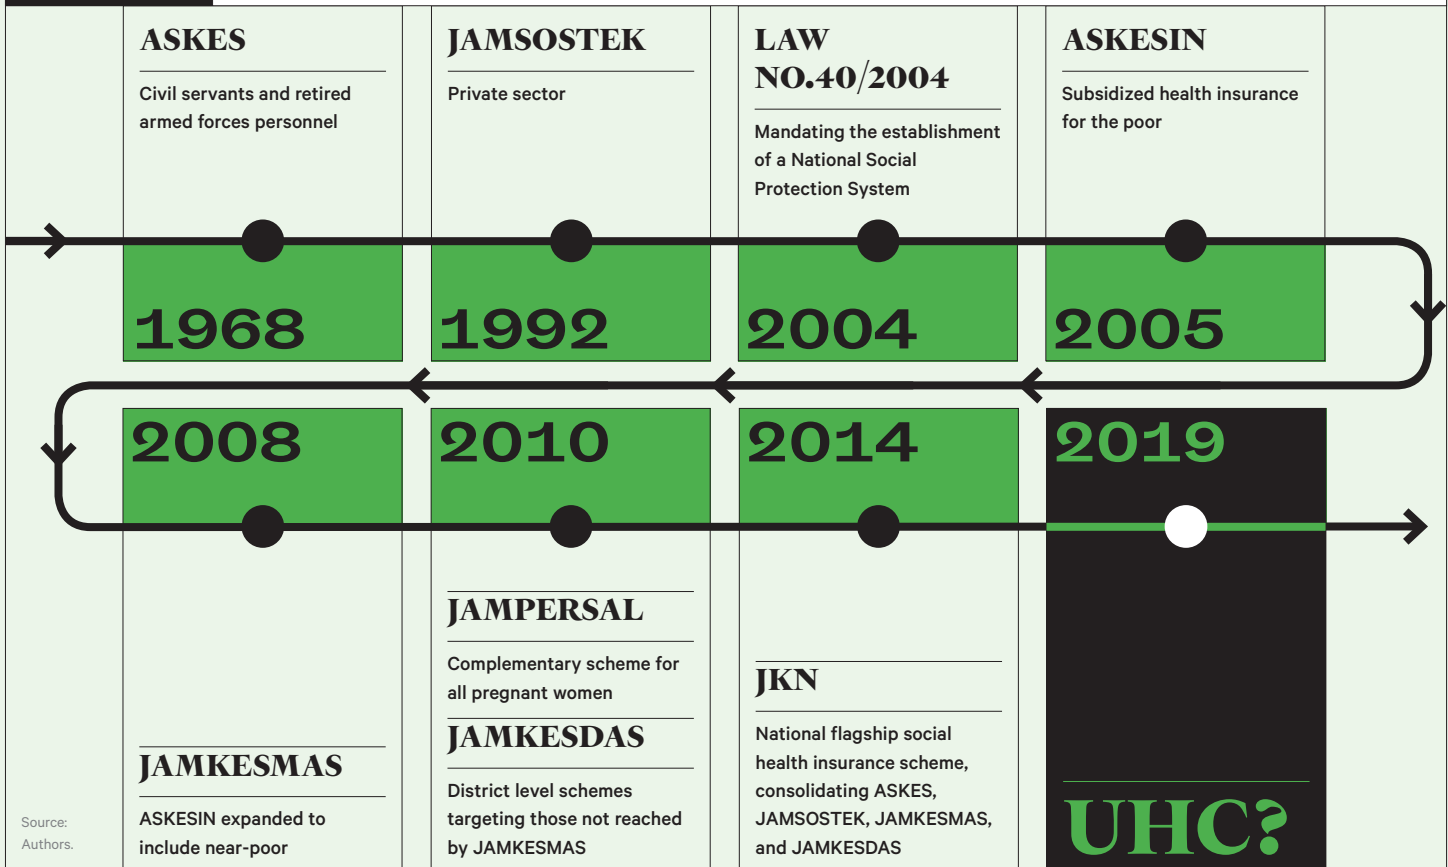 ASKES
Civil servants and retired
armed forces personnel
1968
JAMSOSTEK
Private sector
1992
LAW
NO.40/2004
Mandating the establishment
of a National Social
Protection System
2004
ASKESIN
Subsidized health insurance
for the poor
2005
2008
JAMKESMAS
ASKESIN expanded to
include near-poor
2010
JAMPERSAL
Complementary scheme for
all pregnant women
JAMKESDAS
District level schemes
targeting those not reached
by JAMKESMAS
2014
JKN
National flagship social
health insurance scheme,
consolidating ASKES,
JAMSOSTEK, JAMKESMAS,
and JAMKESDAS
2019
UHC?
Source:
Authors.